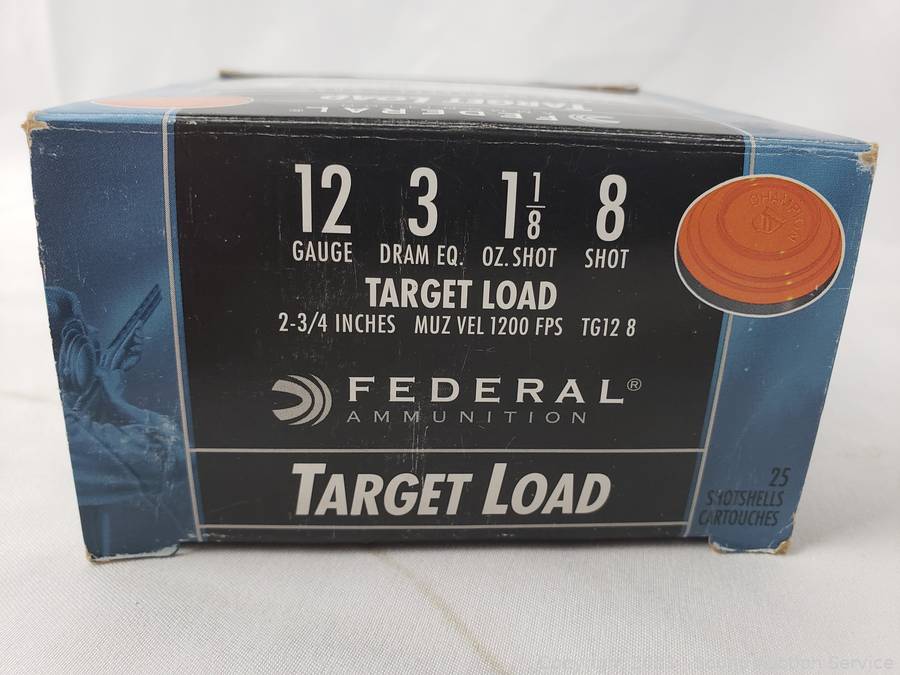 FEDERAL®
TARGET LOAD
12 3 1 1/8 8
GAUGE DRAM EQ. OZ. SHOT SHOT
TARGET LOAD
2-3/4 INCHES MUZ VEL 1200 FPS TG12 8
FEDERAL®
AMMUNITION
TARGET LOAD
CHAMPION
25
SHOTSHELLS
CARTOUCHES